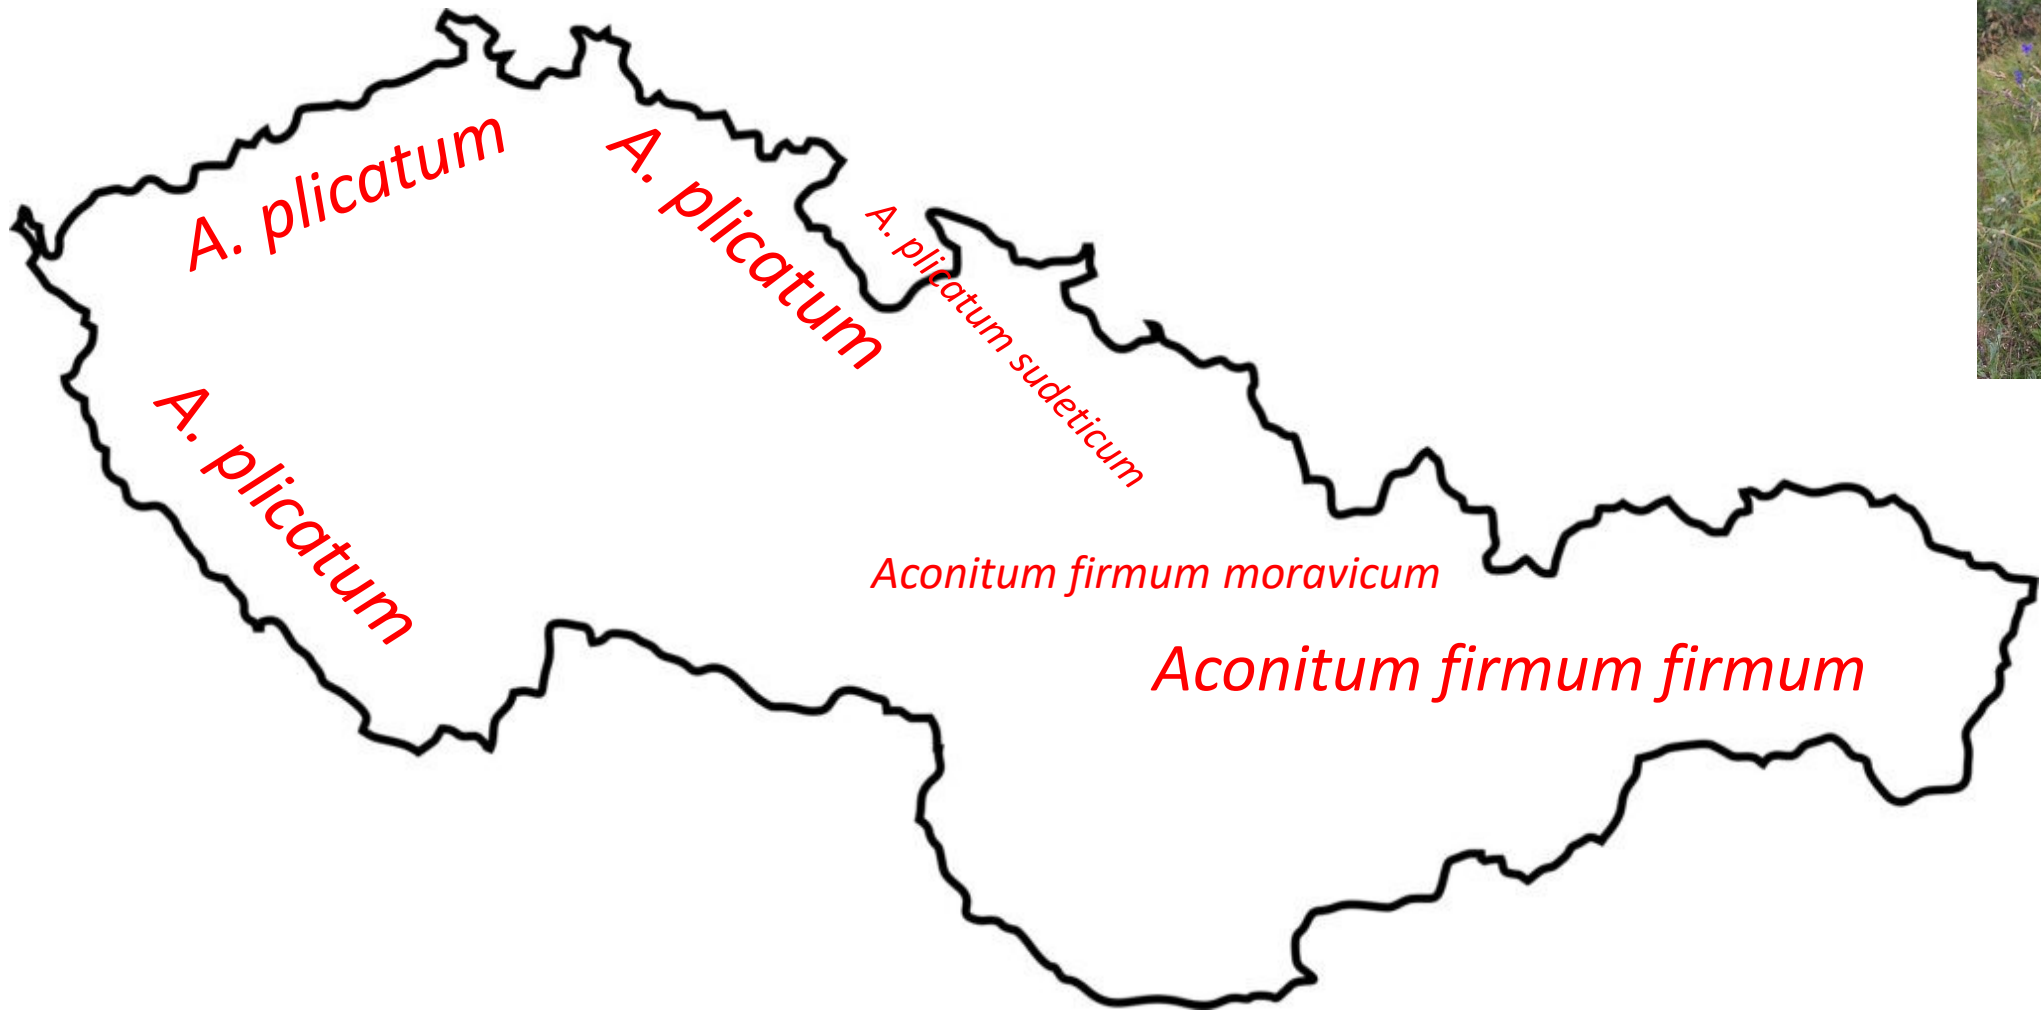 A. plicatum
A. plicatum
A. plicatum sudeticum
A. plicatum
Aconitum firmum moravicum
Aconitum firmum firmum